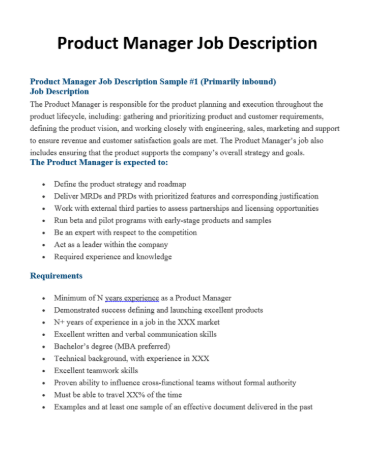 Product Manager Job Description
Product Manager Job Description Sample #1 (Primarily inbound)
Job Description
The Product Manager is responsible for the product planning and execution throughout the
product lifecycle, including: gathering and prioritizing product and customer requirements,
defining the product vision, and working closely with engineering, sales, marketing and support
to ensure revenue and customer satisfaction goals are met. The Product Manager's job also
includes ensuring that the product supports the company's overall strategy and goals.
The Product Manager is expected to:
• Define the product strategy and roadmap
• Deliver MRDs and PRDs with prioritized features and corresponding justification
• Work with external third parties to assess partnerships and licensing opportunities
• Run beta and pilot programs with early-stage products and samples
• Be an expert with respect to the competition
• Act as a leader within the company
• Required experience and knowledge
Requirements
• Minimum of N years experience as a Product Manager
• Demonstrated success defining and launching excellent products
• N+ years of experience in a job in the XXX market
• Excellent written and verbal communication skills
• Bachelor's degree (MBA preferred)
• Technical background, with experience in XXX
• Excellent teamwork skills
• Proven ability to influence cross-functional teams without formal authority
• Must be able to travel XX% of the time
• Examples and at least one sample of an effective document delivered in the past